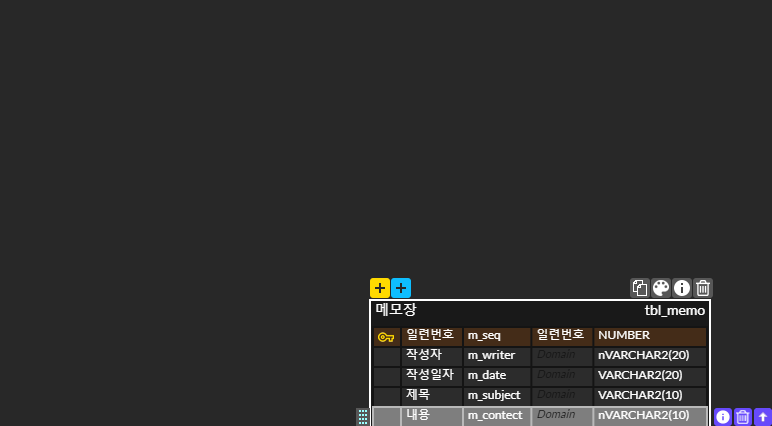 메모장 tbl_memo
일련번호 m_seq 일련번호 NUMBER
작성자 m_writer Domain nVARCHAR2(20)
작성일자 m_date Domain VARCHAR2(20)
제목 m_subject Domain VARCHAR2(10)
내용 m_contect Domain nVARCHAR2(10)